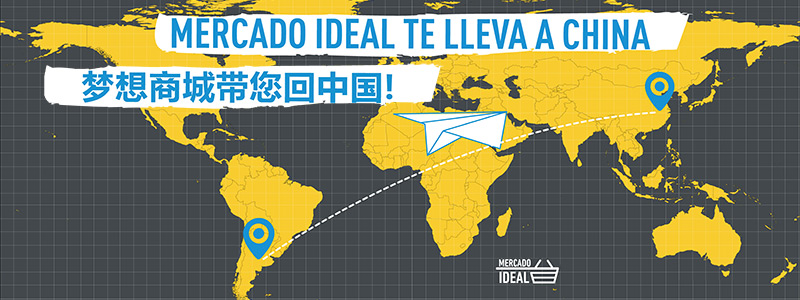 MERCADO IDEAL TE LLEVA A CHINA
梦想商城带您回中国!
MERCADO
IDEAL